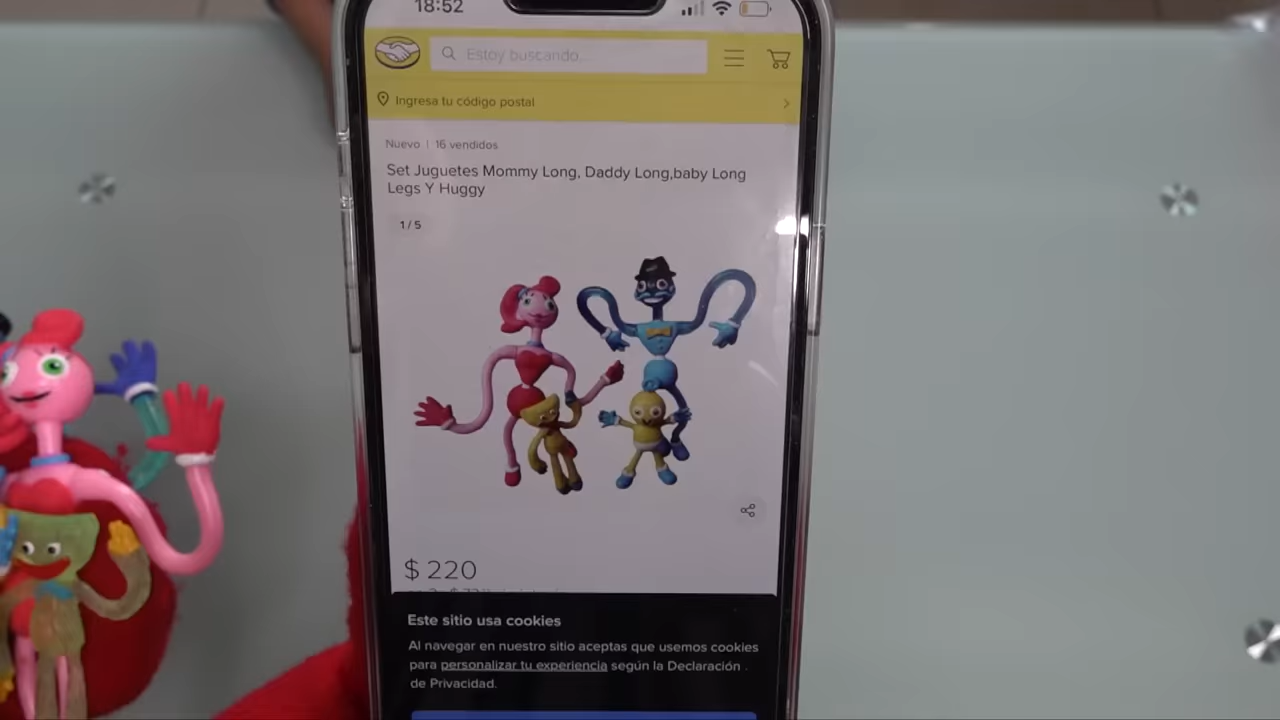 18:52
Estoy buscando...
Ingresa tu código postal
Nuevo | 16 vendidos
Set Juguetes Mommy Long, Daddy Long,baby Long
Legs Y Huggy
1 / 5
$ 220
Este sitio usa cookies
Al navegar en nuestro sitio aceptas que usemos cookies
para personalizar tu experiencia según la Declaración
de Privacidad.